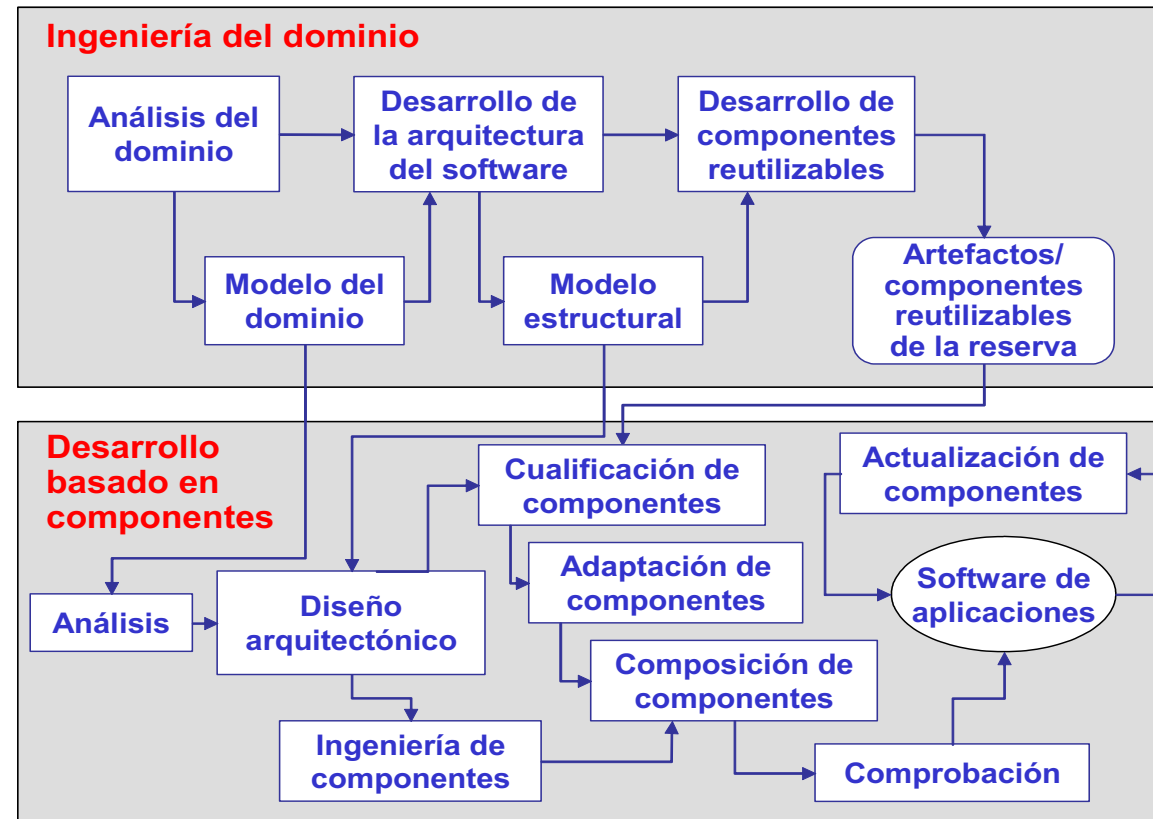 Ingeniería del dominio
Análisis del
dominio
Desarrollo de
la arquitectura
del software
Desarrollo de
componentes
reutilizables
Modelo del
dominio
Modelo
estructural
Artefactos/
componentes
reutilizables
de la reserva
Desarrollo
basado en
componentes
Cualificación de
componentes
Actualización de
componentes
Adaptación de
componentes
Software de
aplicaciones
Análisis
Diseño
arquitectónico
Composición de
componentes
Ingeniería de
componentes
Comprobación